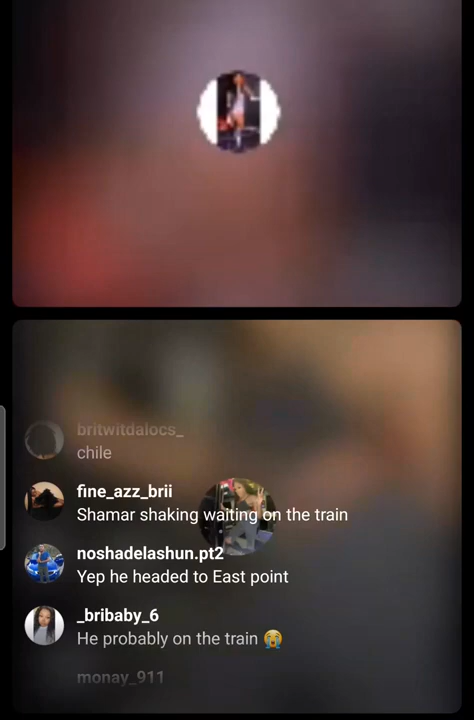 britwitdalocs_
chile
fine_azz_brii
Shamar shaking waiting on the train
noshadelashun.pt2
Yep he headed to East point
_bribaby_6
He probably on the train 😭
monay_911